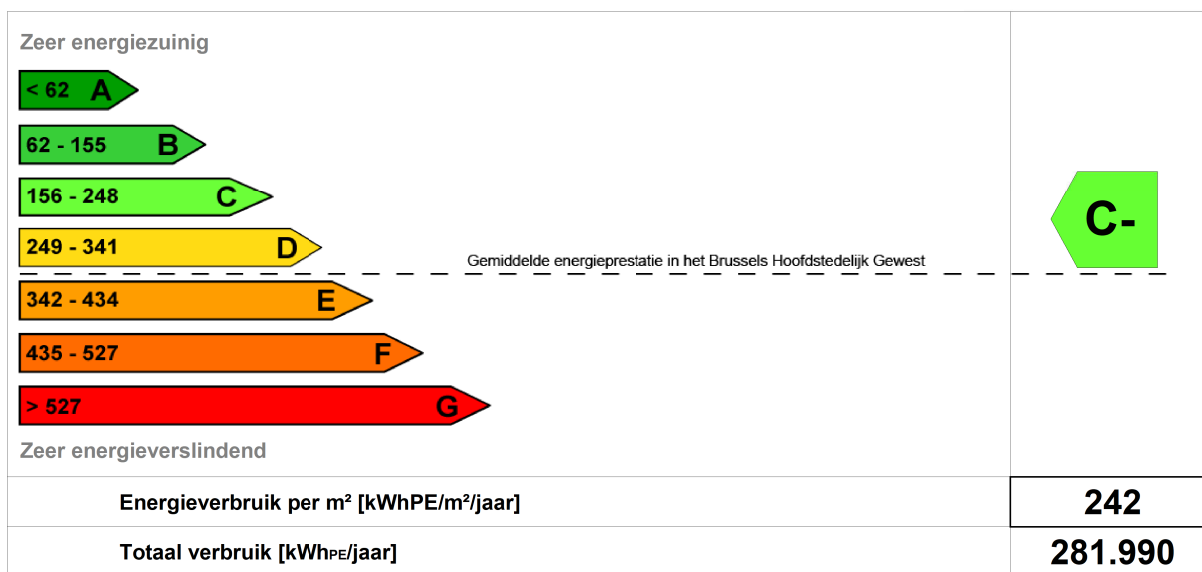 Zeer energiezuinig
< 62 A
62 - 155 B
156 - 248 C
C-
249 - 341 D
Gemiddelde energieprestatie in het Brussels Hoofdstedelijk Gewest
342 - 434 E
435 - 527 F
> 527 G
Zeer energieverslindend
Energieverbruik per m² [kWhPE/m²/jaar] 242
Totaal verbruik [kWhPE/jaar] 281.990